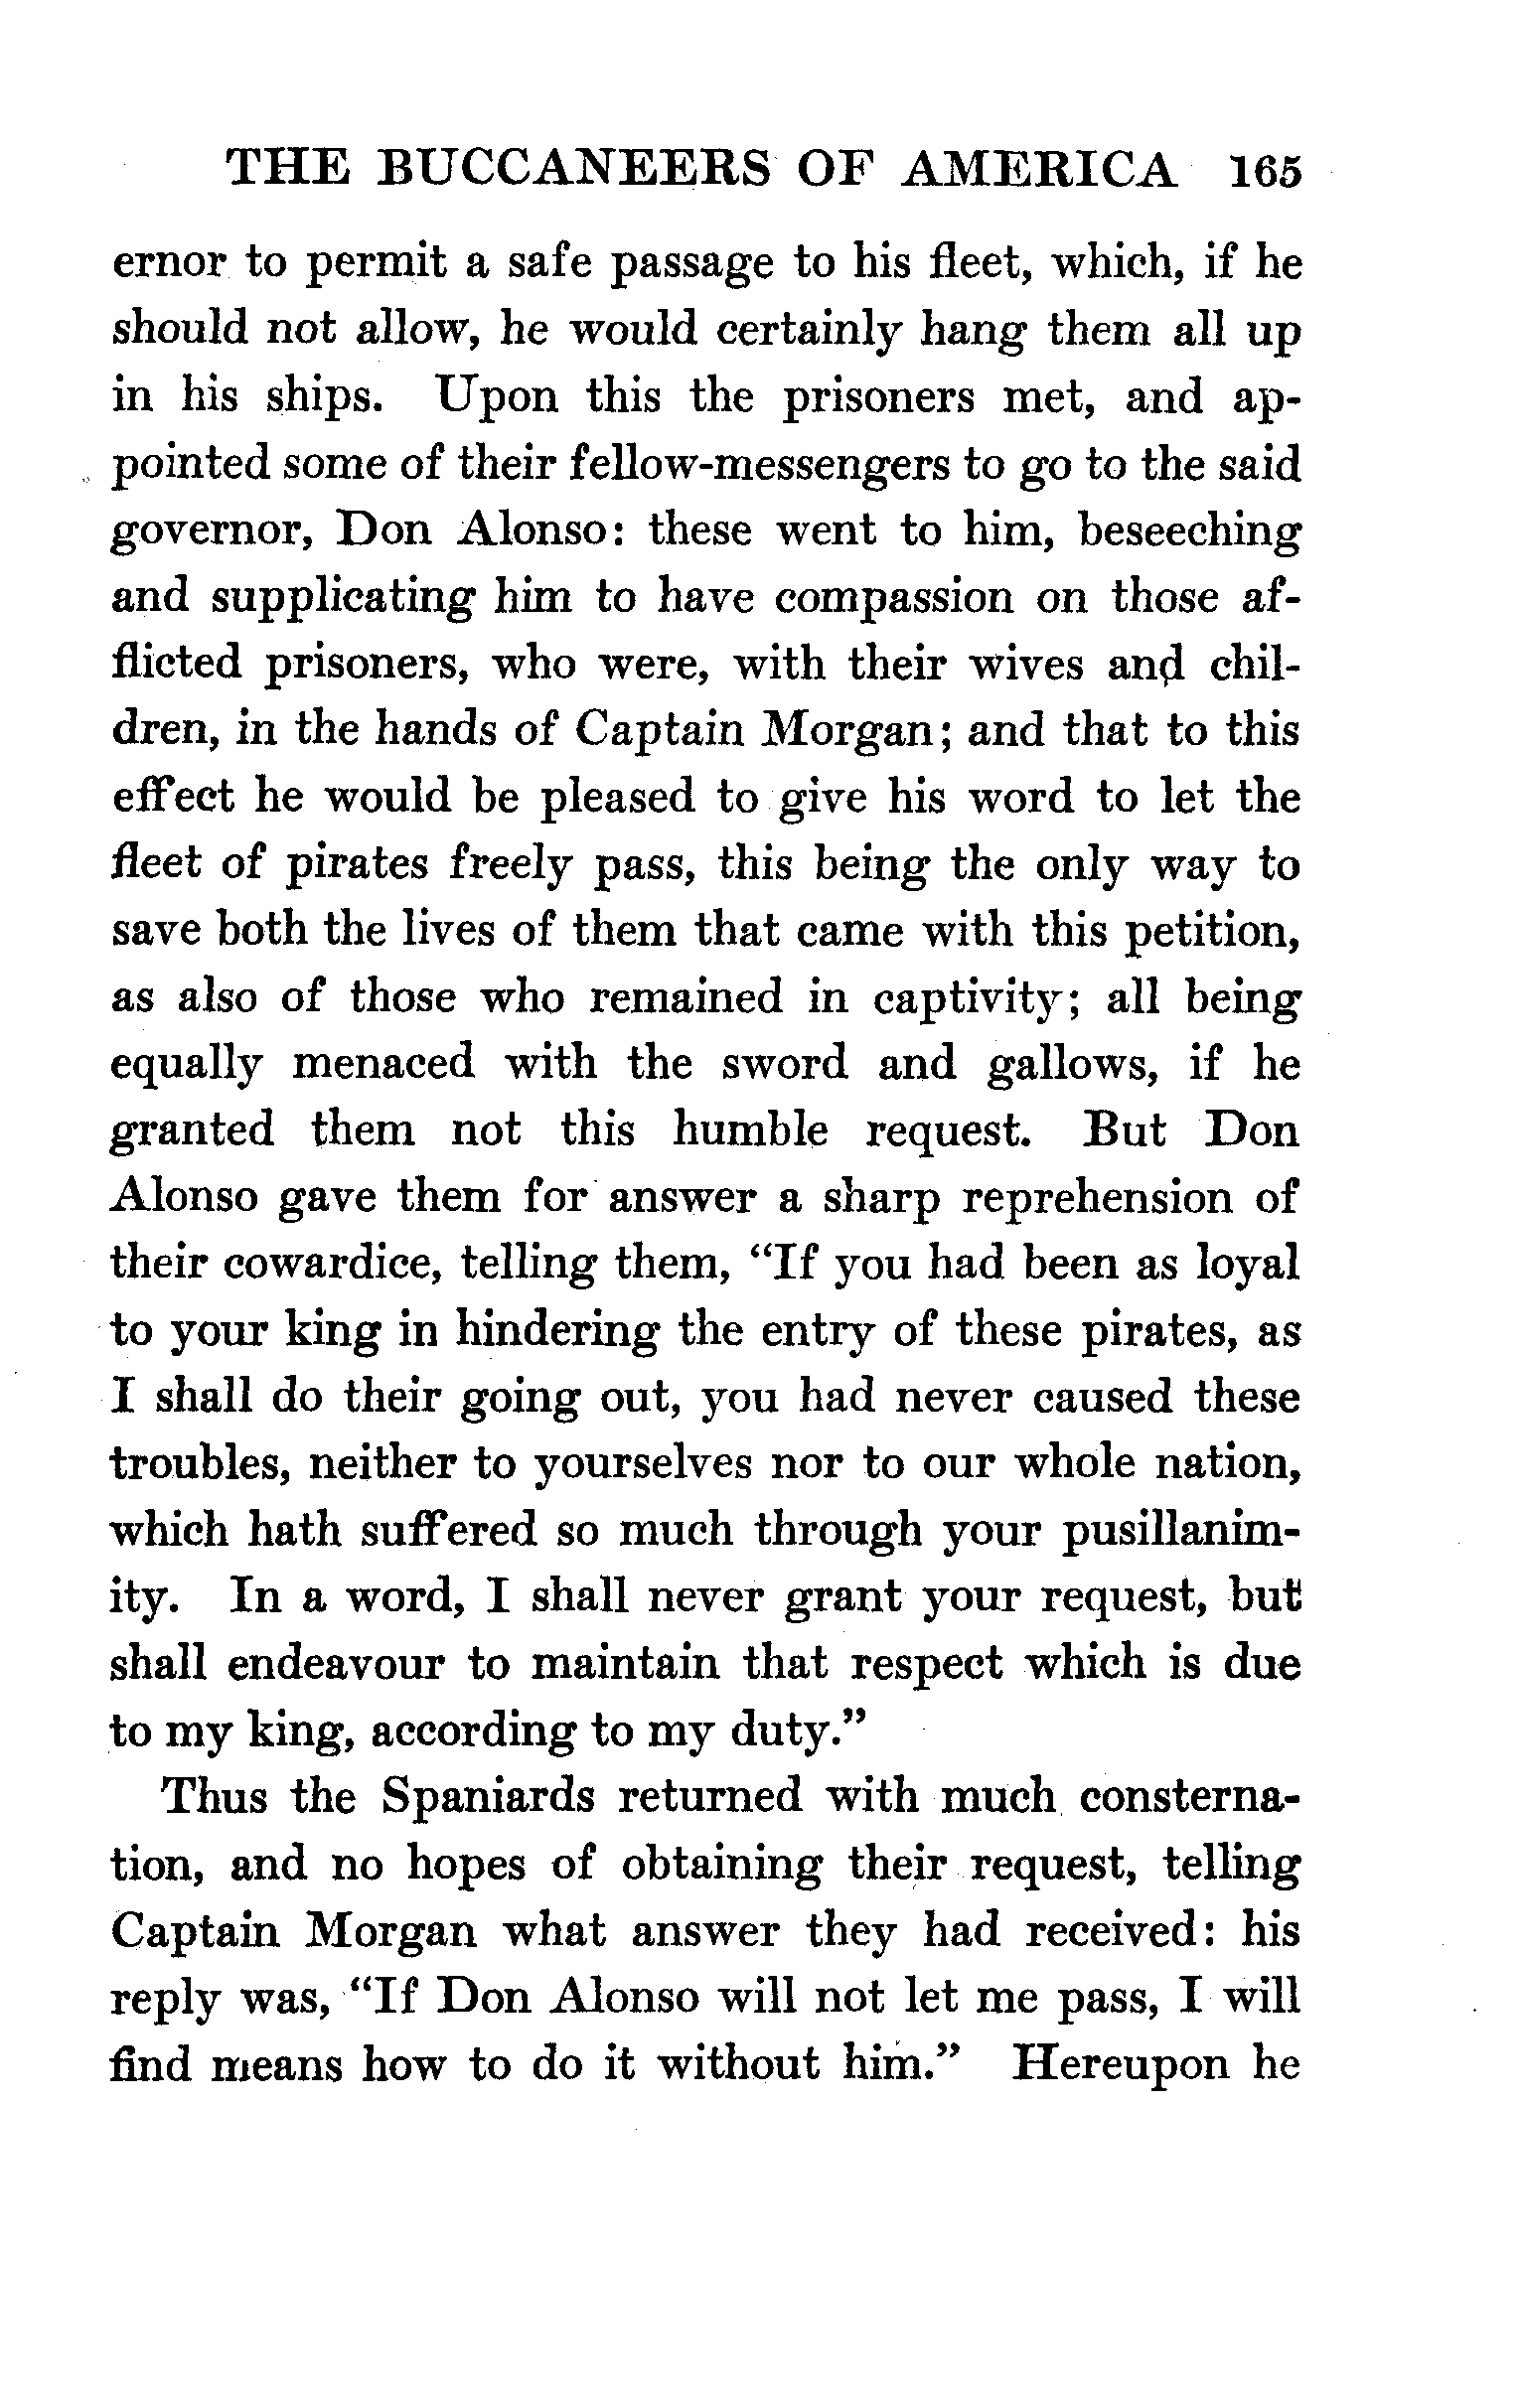 THE BUCCANEERS OF AMERICA 165
ernor to permit a safe passage to his fleet, which, if he
should not allow, he would certainly hang them all up
in his ships. Upon this the prisoners met, and ap-
pointed some of their fellow-messengers to go to the said
governor, Don Alonso: these went to him, beseeching
and supplicating him to have compassion on those af-
flicted prisoners, who were, with their wives and chil-
dren, in the hands of Captain Morgan; and that to this
effect he would be pleased to give his word to let the
fleet of pirates freely pass, this being the only way to
save both the lives of them that came with this petition,
as also of those who remained in captivity; all being
equally menaced with the sword and gallows, if he
granted them not this humble request. But Don
Alonso gave them for answer a sharp reprehension of
their cowardice, telling them, “If you had been as loyal
to your king in hindering the entry of these pirates, as
I shall do their going out, you had never caused these
troubles, neither to yourselves nor to our whole nation,
which hath suffered so much through your pusillanim-
ity. In a word, I shall never grant your request, but
shall endeavour to maintain that respect which is due
to my king, according to my duty.”
Thus the Spaniards returned with much consterna-
tion, and no hopes of obtaining their request, telling
Captain Morgan what answer they had received: his
reply was, “If Don Alonso will not let me pass, I will
find means how to do it without him.” Hereupon he